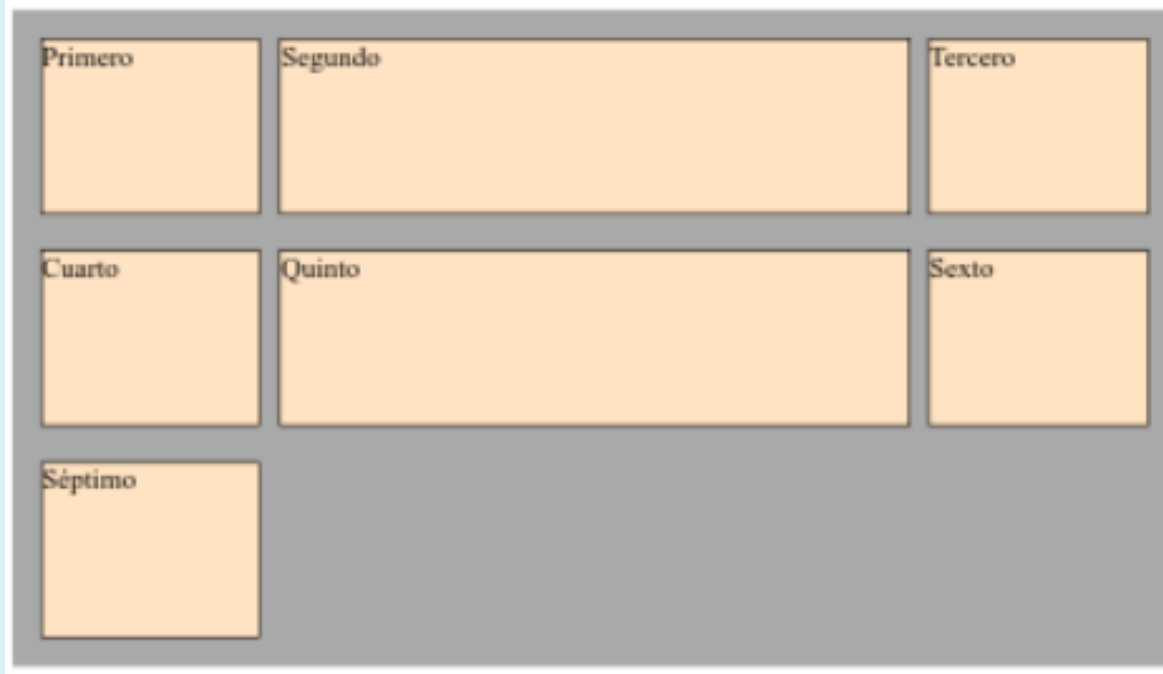 Primero
Segundo
Tercero
Cuarto
Quinto
Sexto
Séptimo